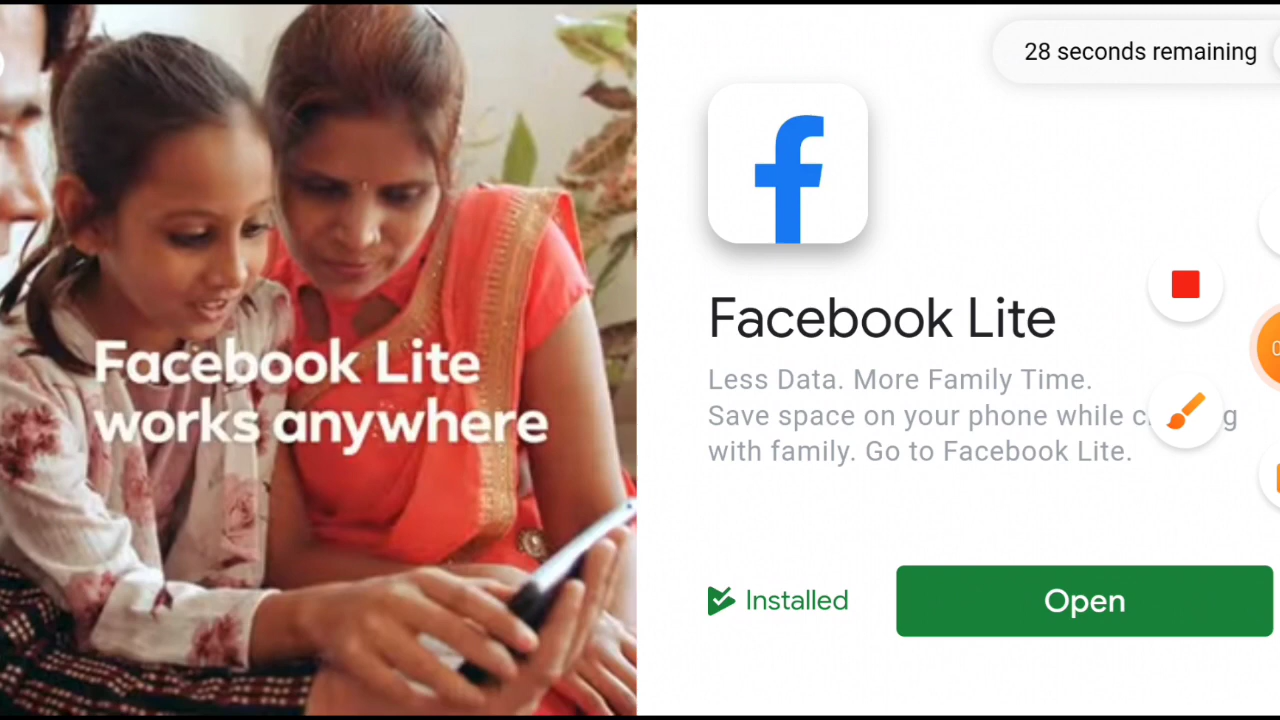 Facebook Lite
works anywhere
28 seconds remaining
Facebook Lite
Less Data. More Family Time.
Save space on your phone while
with family. Go to Facebook Lite.
Installed
Open